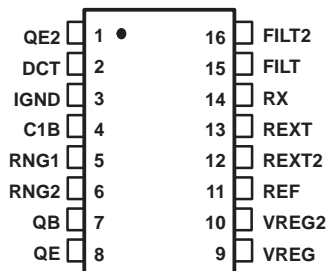 QE2 1 16 FILT2
DCT 2 15 FILT
IGND 3 14 RX
C1B 4 13 REXT
RNG1 5 12 REXT2
RNG2 6 11 REF
QB 7 10 VREG2
QE 8 9 VREG